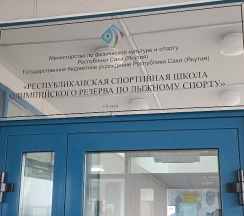 Министерство по физической культуре и спорту
Республики Саха (Якутия)
Государственное бюджетное учреждение Республики Саха (Якутия)
«РЕСПУБЛИКАНСКАЯ СПОРТИВНАЯ ШКОЛА
ОЛИМПИЙСКОГО РЕЗЕРВА ПО ЛЫЖНОМУ СПОРТУ»